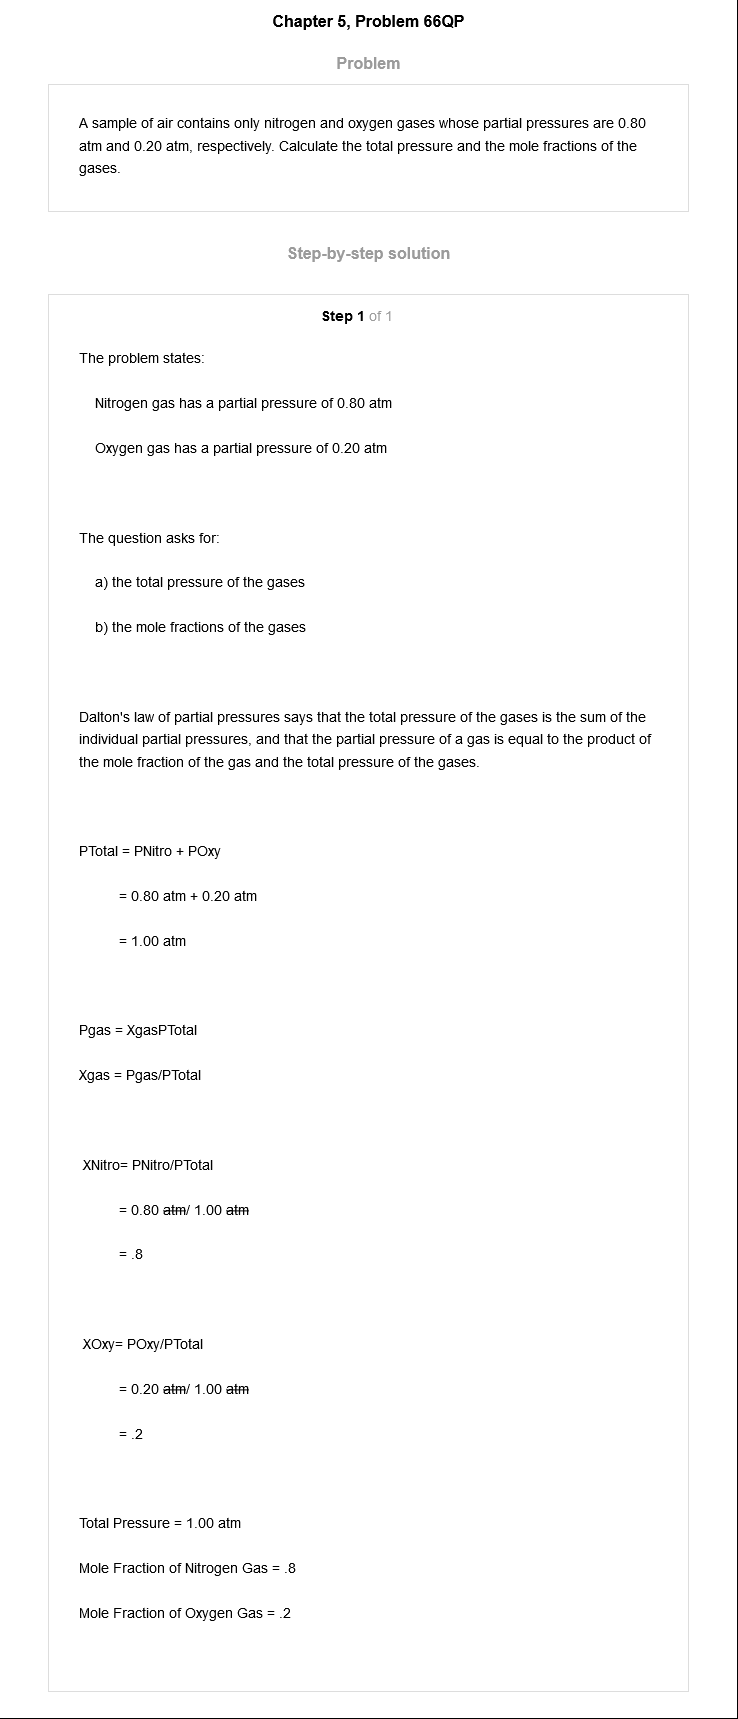 Chapter 5, Problem 66QP
Problem
A sample of air contains only nitrogen and oxygen gases whose partial pressures are 0.80
atm and 0.20 atm, respectively. Calculate the total pressure and the mole fractions of the
gases.
Step-by-step solution
Step 1 of 1
The problem states:
Nitrogen gas has a partial pressure of 0.80 atm
Oxygen gas has a partial pressure of 0.20 atm
The question asks for:
a) the total pressure of the gases
b) the mole fractions of the gases
Dalton's law of partial pressures says that the total pressure of the gases is the sum of the
individual partial pressures, and that the partial pressure of a gas is equal to the product of
the mole fraction of the gas and the total pressure of the gases.
PTotal = PNitro + POxy
= 0.80 atm + 0.20 atm
= 1.00 atm
Pgas = XgasPTotal
Xgas = Pgas/PTotal
XNitro= PNitro/PTotal
= 0.80 atm/ 1.00 atm
= .8
XOxy= POxy/PTotal
= 0.20 atm/ 1.00 atm
= .2
Total Pressure = 1.00 atm
Mole Fraction of Nitrogen Gas = .8
Mole Fraction of Oxygen Gas = .2